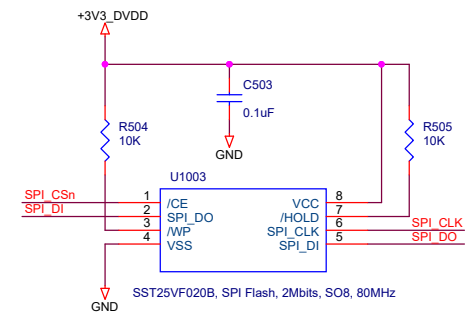 +3V3_DVDD
C503
0.1uF
GND
R504
10K
R505
10K
U1003
SPI_CSn
SPI_DI
1
2
3
4
/CE
SPI_DO
/WP
VSS
VCC
/HOLD
SPI_CLK
SPI_DI
8
7
6
5
SPI_CLK
SPI_DO
GND
SST25VF020B, SPI Flash, 2Mbits, SO8, 80MHz